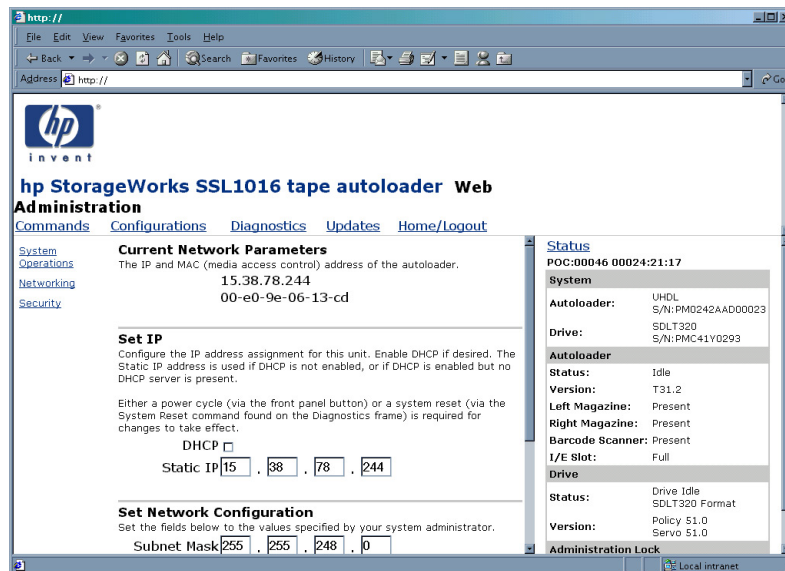 http://
File Edit View Favorites Tools Help
Back Search Favorites History
Address http:// Go
hp
invent
hp StorageWorks SSL1016 tape autoloader Web
Administration
Commands Configurations Diagnostics Updates Home/Logout
System
Operations
Networking
Security
Current Network Parameters
The IP and MAC (media access control) address of the autoloader.
15.38.78.244
00-e0-9e-06-13-cd
Set IP
Configure the IP address assignment for this unit. Enable DHCP if desired. The
Static IP address is used if DHCP is not enabled, or if DHCP is enabled but no
DHCP server is present.
Either a power cycle (via the front panel button) or a system reset (via the
System Reset command found on the Diagnostics frame) is required for
changes to take effect.
DHCP
Static IP 15 . 38 . 78 . 244
Set Network Configuration
Set the fields below to the values specified by your system administrator.
Subnet Mask 255 . 255 . 248 . 0
Status
POC:00046 00024:21:17
System
Autoloader: UHDL
S/N:PM0242AAD00023
Drive: SDLT320
S/N:PMC41Y0293
Autoloader
Status: Idle
Version: T31.2
Left Magazine: Present
Right Magazine: Present
Barcode Scanner: Present
I/E Slot: Full
Drive
Status: Drive Idle
SDLT320 Format
Version: Policy 51.0
Servo 51.0
Administration Lock
Local intranet